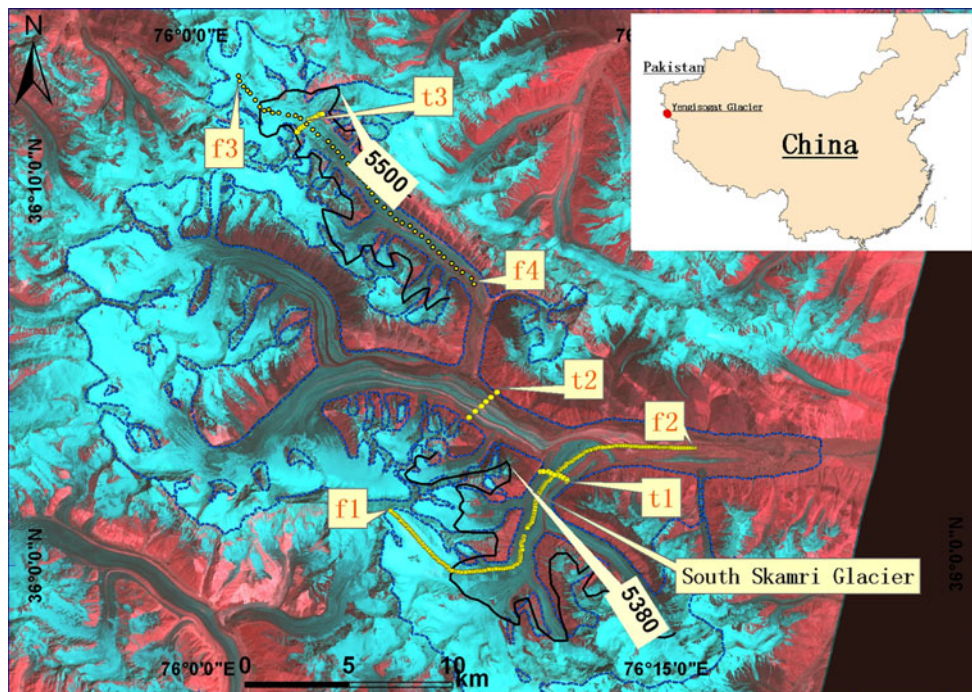 N
76°0'0"E
76
Pakistan
Yengisogat Glacier
China
t3
f3
5500
36°10'0"N
f4
t2
f2
f1
t1
South Skamri Glacier
5380
36°0'0"N
36°0'0"N
76°0'0"E
0
5
10
km
76°15'0"E